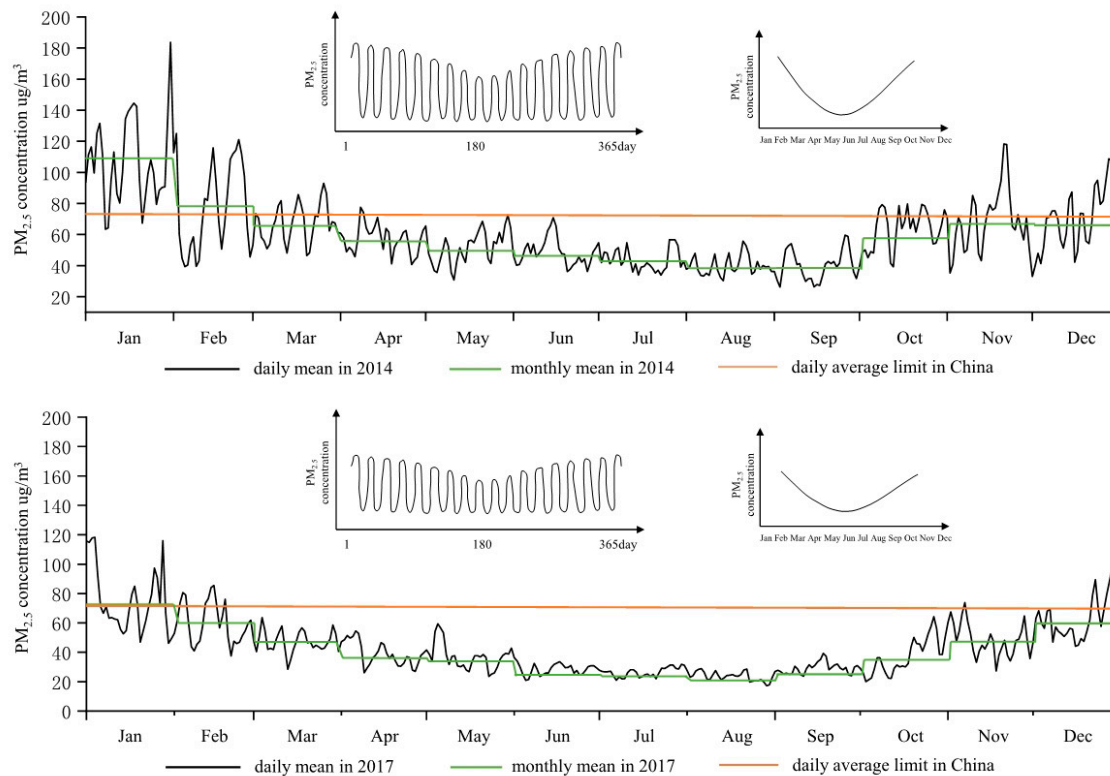 200
180
160
140
120
100
80
60
40
20
PM2.5 concentration ug/m³
PM2.5
concentration
1 180 365day
PM2.5
concentration
Jan Feb Mar Apr May Jun Jul Aug Sep Oct Nov Dec
Jan Feb Mar Apr May Jun Jul Aug Sep Oct Nov Dec
daily mean in 2014 monthly mean in 2014 daily average limit in China
200
180
160
140
120
100
80
60
40
20
0
PM2.5 concentration ug/m³
PM2.5
concentration
1 180 365day
PM2.5
concentration
Jan Feb Mar Apr May Jun Jul Aug Sep Oct Nov Dec
Jan Feb Mar Apr May Jun Jul Aug Sep Oct Nov Dec
daily mean in 2017 monthly mean in 2017 daily average limit in China